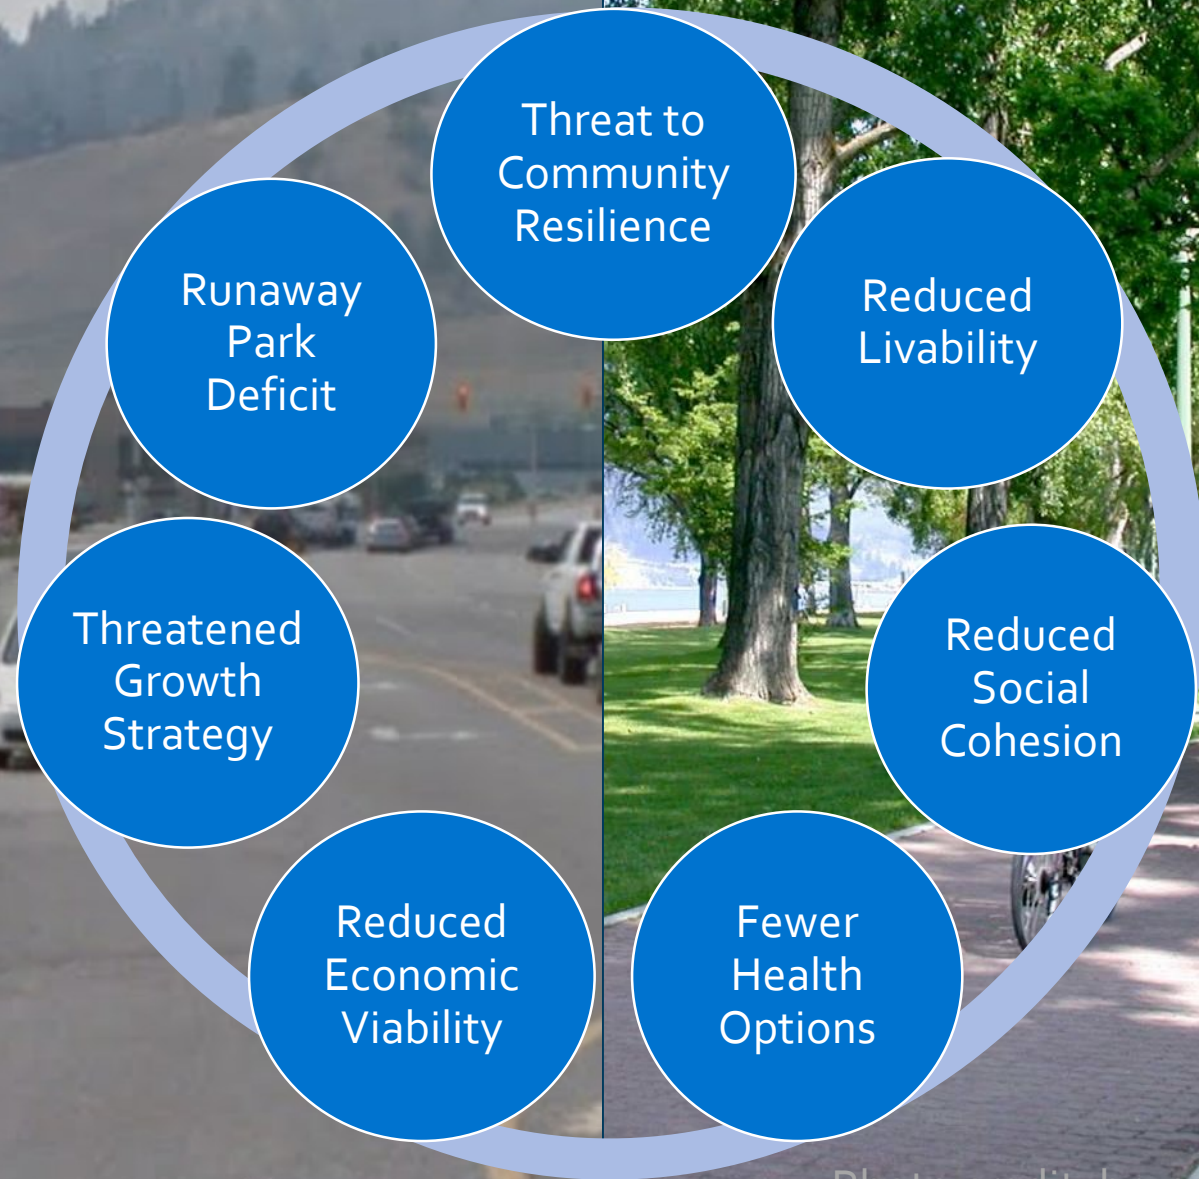 Threat to
Community
Resilience
Reduced
Livability
Reduced
Social
Cohesion
Fewer
Health
Options
Reduced
Economic
Viability
Threatened
Growth
Strategy
Runaway
Park
Deficit